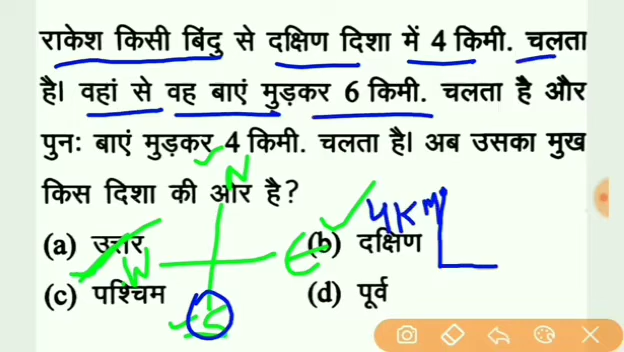 राकेश किसी बिंदु से दक्षिण दिशा में 4 किमी. चलता
है। वहां से वह बाएं मुड़कर 6 किमी. चलता है और
पुनः बाएं मुड़कर 4 किमी. चलता है। अब उसका मुख
किस दिशा की ओर है?
N
4KM
(a) उत्तर
(b) दक्षिण
W
E
(c) पश्चिम
(d) पूर्व
S